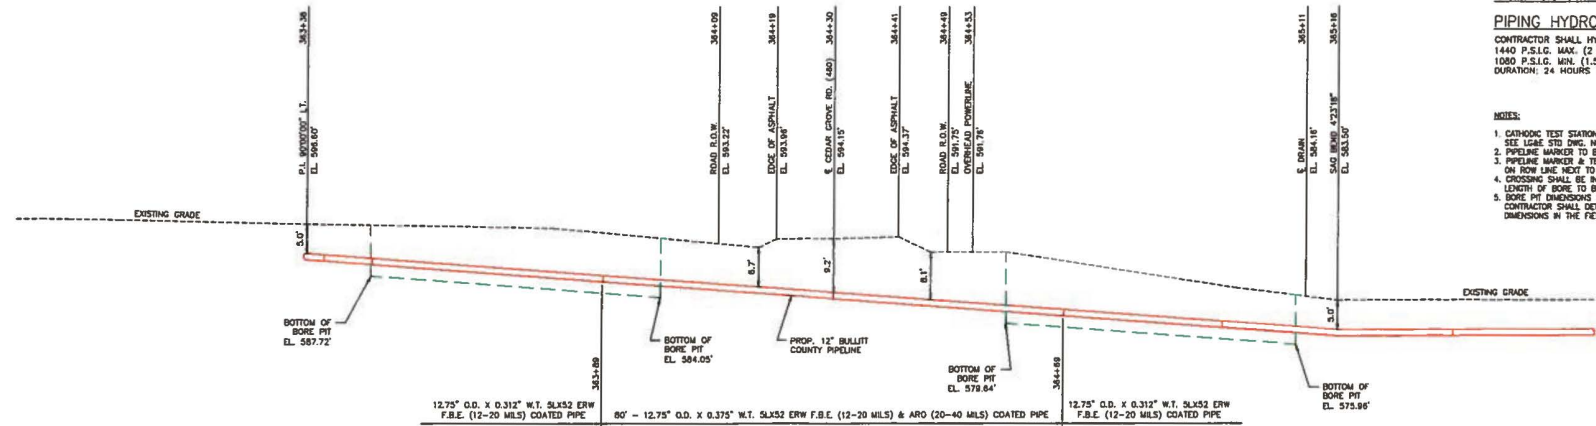 363+38
P.I. 90°00'00" LT.
EL. 596.60'
384+09
ROAD R.O.W.
EL. 593.22'
384+19
EDGE OF ASPHALT
EL. 593.96'
384+30
℄ CEDAR GROVE RD. (480)
EL. 594.15'
384+41
EDGE OF ASPHALT
EL. 594.37'
384+49
ROAD R.O.W.
EL. 591.75'
384+53
OVERHEAD POWERLINE
EL. 591.76'
365+11
℄ DRAIN
EL. 584.16'
365+16
SAG BEND 4°23'18"
EL. 583.50'
PIPING HYDRO
CONTRACTOR SHALL HY
1440 P.S.I.G. MAX. (2
1080 P.S.I.G. MIN. (1.5
DURATION: 24 HOURS
NOTES:
1. CATHODIC TEST STATION
SEE LG&E STD DWG. N
2. PIPELINE MARKER TO B
3. PIPELINE MARKER & TE
ON ROW LINE NEXT TO
4. CROSSING SHALL BE IN
LENGTH OF BORE TO B
5. BORE PIT DIMENSIONS
CONTRACTOR SHALL DET
DIMENSIONS IN THE FIE
EXISTING GRADE
5.0'
9.2'
8.1'
5.0'
EXISTING GRADE
BOTTOM OF
BORE PIT
EL. 587.72'
BOTTOM OF
BORE PIT
EL. 584.05'
PROP. 12" BULLITT
COUNTY PIPELINE
BOTTOM OF
BORE PIT
EL. 579.64'
BOTTOM OF
BORE PIT
EL. 575.96'
363+89
384+69
12.75" O.D. X 0.312" W.T. 5LX52 ERW
F.B.E. (12-20 MILS) COATED PIPE
80' - 12.75" O.D. X 0.375" W.T. 5LX52 ERW F.B.E. (12-20 MILS) & ARO (20-40 MILS) COATED PIPE
12.75" O.D. X 0.312" W.T. 5LX52 ERW
F.B.E. (12-20 MILS) COATED PIPE